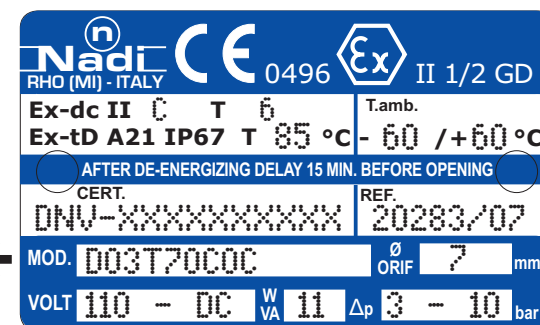 n
Nadi
RHO (MI) - ITALY
CE 0496 Ex II 1/2 GD
Ex-dc II C T 6
Ex-tD A21 IP67 T 85 °C
T.amb.
- 60 /+60 °C
AFTER DE-ENERGIZING DELAY 15 MIN. BEFORE OPENING
CERT.
DNV-XXXXXXXXXX
REF.
20283/07
MOD. D03T70C0C Ø ORIF 7 mm
VOLT 110 - DC W VA 11 Δp 3 - 10 bar